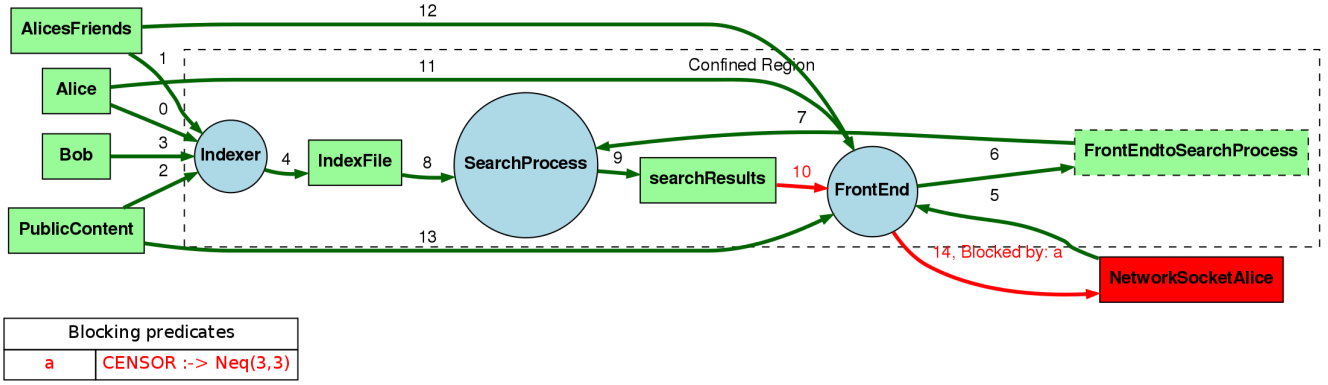 12
AlicesFriends
1
Confined Region
11
Alice
0
7
3
Bob
Indexer
4
IndexFile
8
SearchProcess
9
searchResults
10
FrontEnd
6
FrontEndtoSearchProcess
2
5
PublicContent
13
14, Blocked by: a
NetworkSocketAlice
Blocking predicates
a CENSOR :-> Neq(3,3)